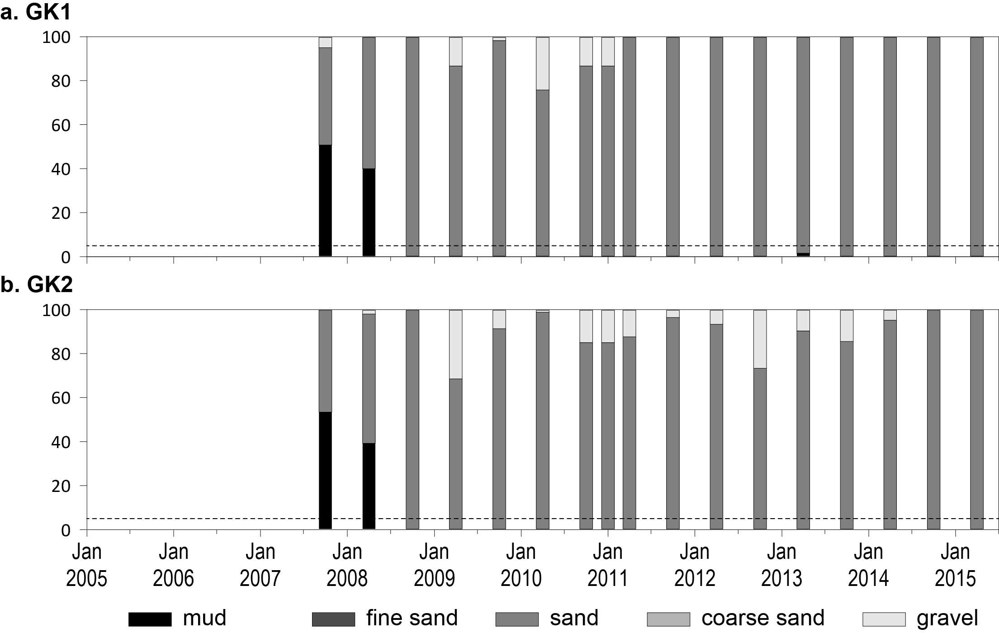 a. GK1
100
80
60
40
20
0
b. GK2
100
80
60
40
20
0
Jan Jan Jan Jan Jan Jan Jan Jan Jan Jan Jan
2005 2006 2007 2008 2009 2010 2011 2012 2013 2014 2015
mud fine sand sand coarse sand gravel